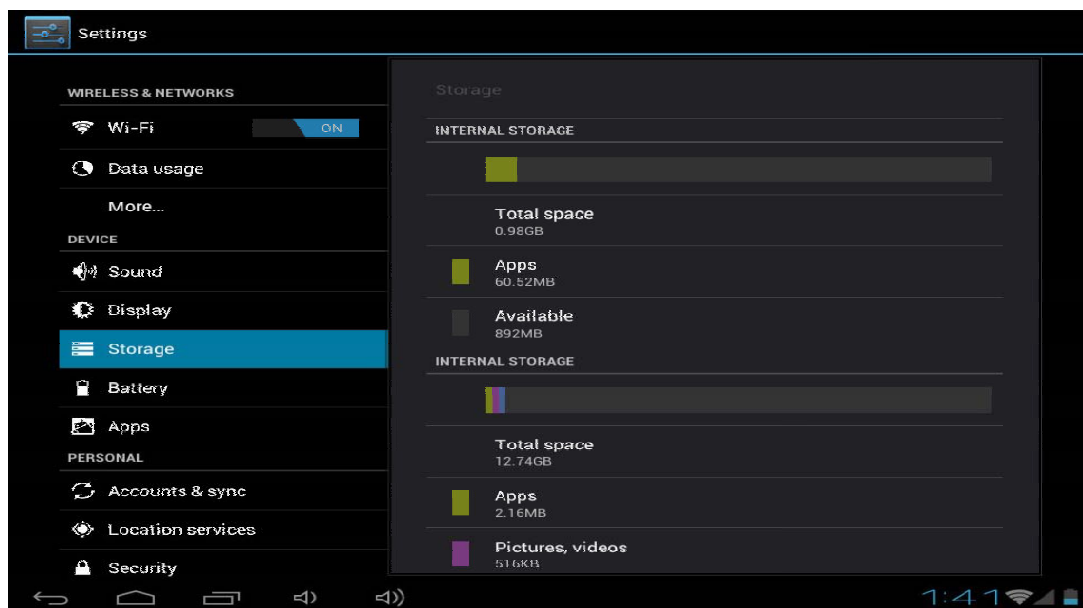 Settings
WIRELESS & NETWORKS
Wi-Fi
ON
Data usage
More...
DEVICE
Sound
Display
Storage
Battery
Apps
PERSONAL
Accounts & sync
Location services
Security
Storage
INTERNAL STORAGE
Total space
0.98GB
Apps
60.52MB
Available
892MB
INTERNAL STORAGE
Total space
12.74GB
Apps
2.16MB
Pictures, videos
516KB
1:41